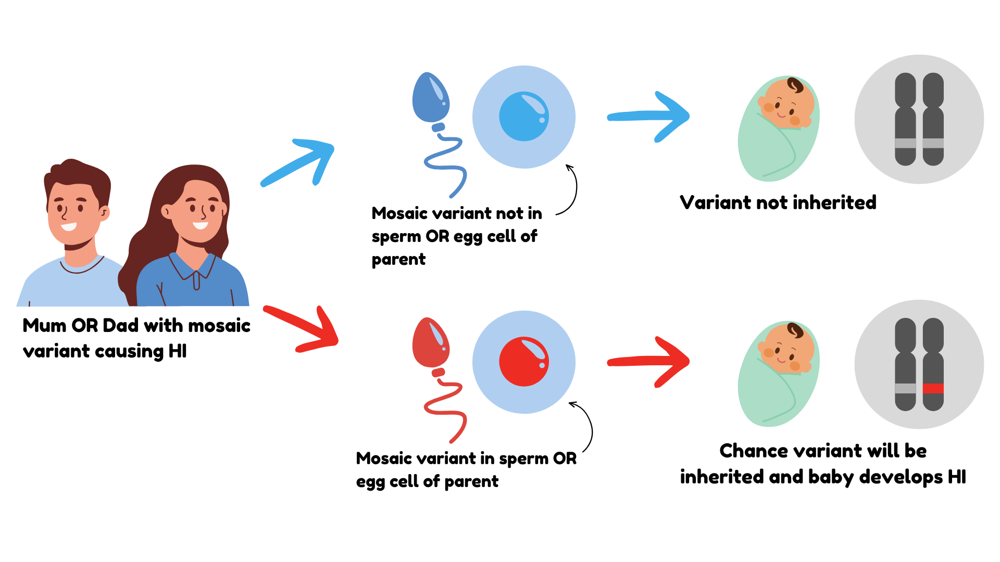 Mosaic variant not in
sperm OR egg cell of
parent
Variant not inherited
Mum OR Dad with mosaic
variant causing HI
Mosaic variant in sperm OR
egg cell of parent
Chance variant will be
inherited and baby develops HI